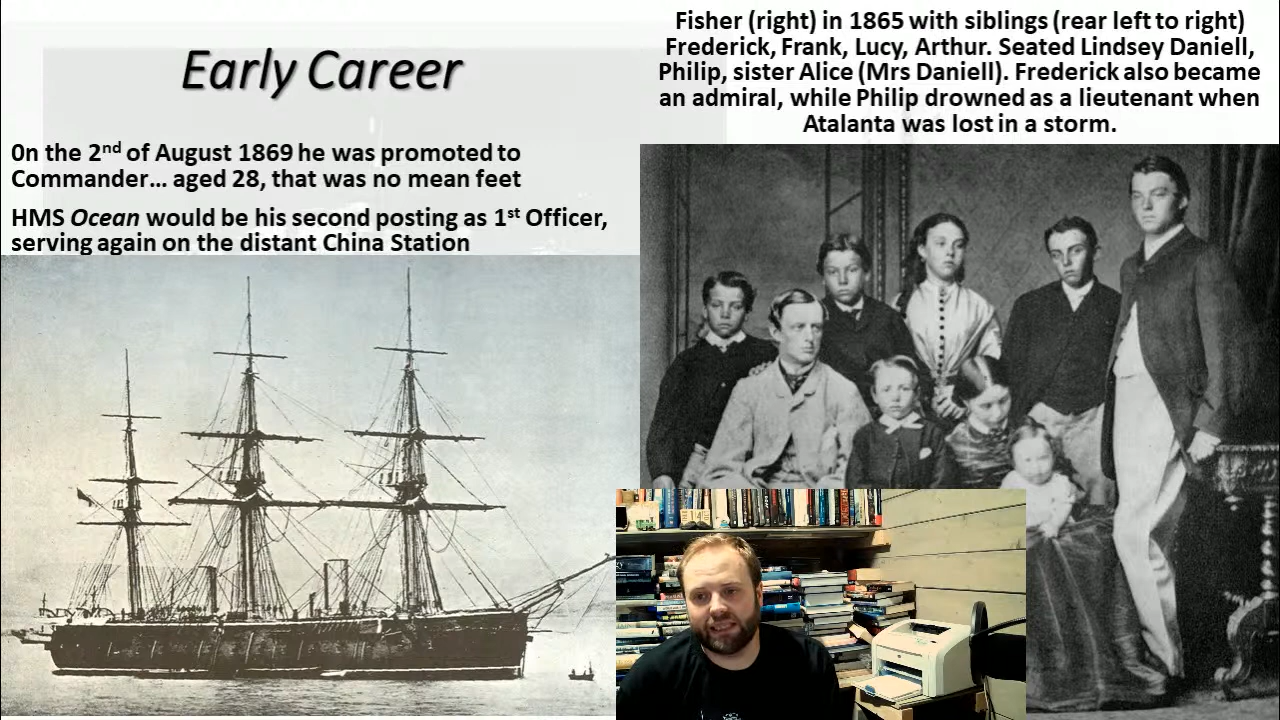 Early Career
0n the 2nd of August 1869 he was promoted to
Commander... aged 28, that was no mean feet
HMS Ocean would be his second posting as 1st Officer,
serving again on the distant China Station
Fisher (right) in 1865 with siblings (rear left to right)
Frederick, Frank, Lucy, Arthur. Seated Lindsey Daniell,
Philip, sister Alice (Mrs Daniell). Frederick also became
an admiral, while Philip drowned as a lieutenant when
Atalanta was lost in a storm.